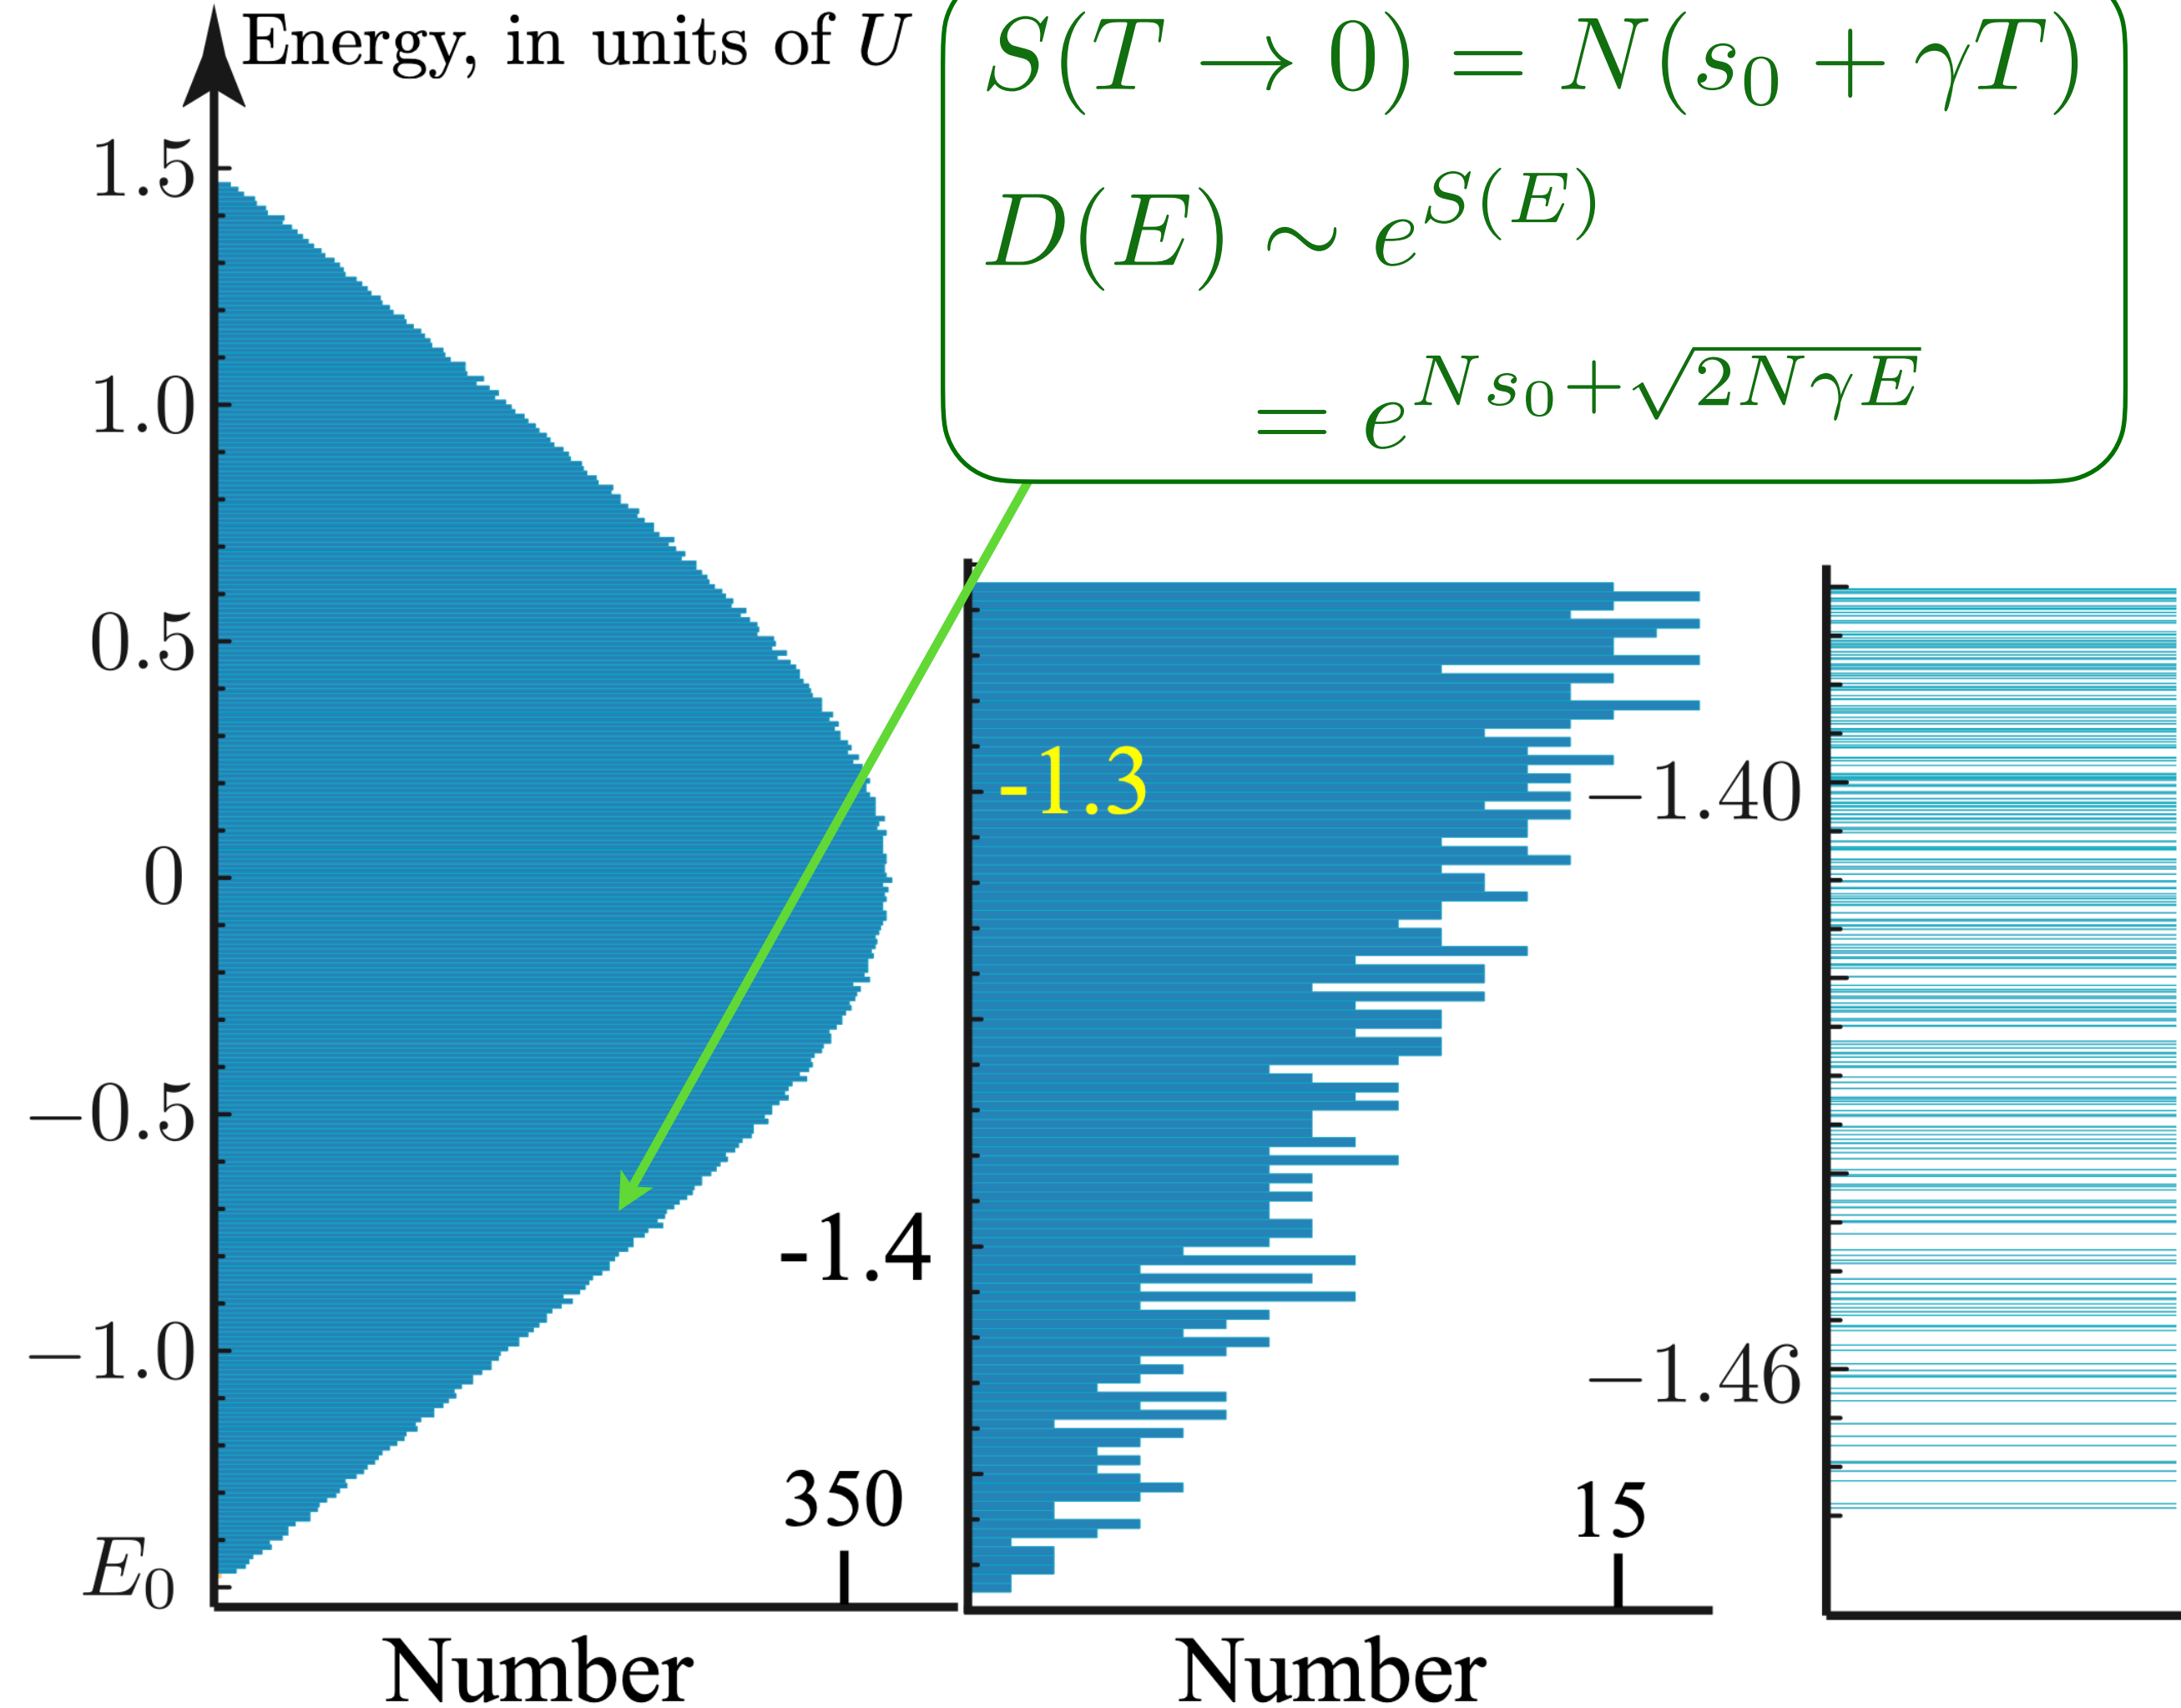 Energy, in units of U
S(T → 0) = N(s₀ + γT)
D(E) ∼ e^{S(E)}
= e^{Ns₀+√(2NγE)}
1.5
1.0
0.5
0
−0.5
−1.0
E₀
350
Number
-1.3
-1.4
15
Number
−1.40
−1.46